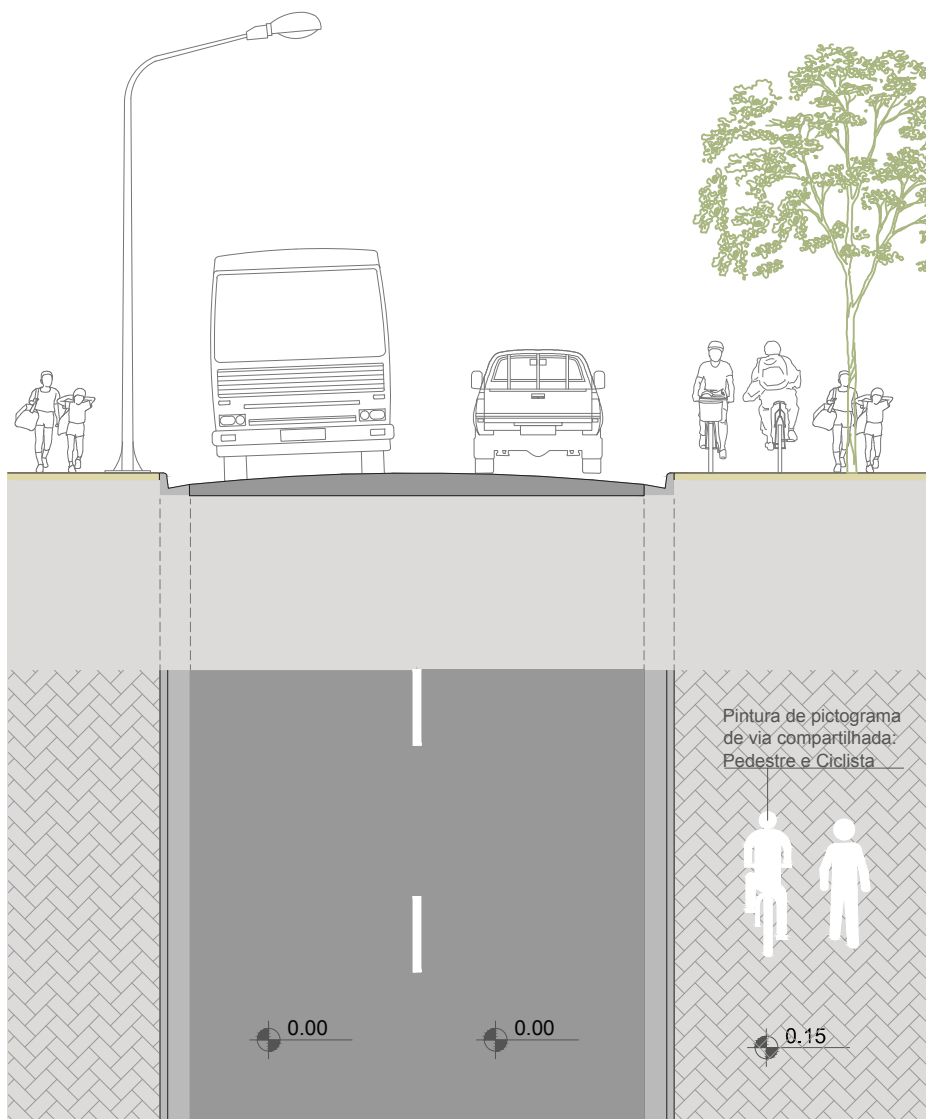 Pintura de pictograma
de via compartilhada:
Pedestre e Ciclista
0.00
0.00
0.15